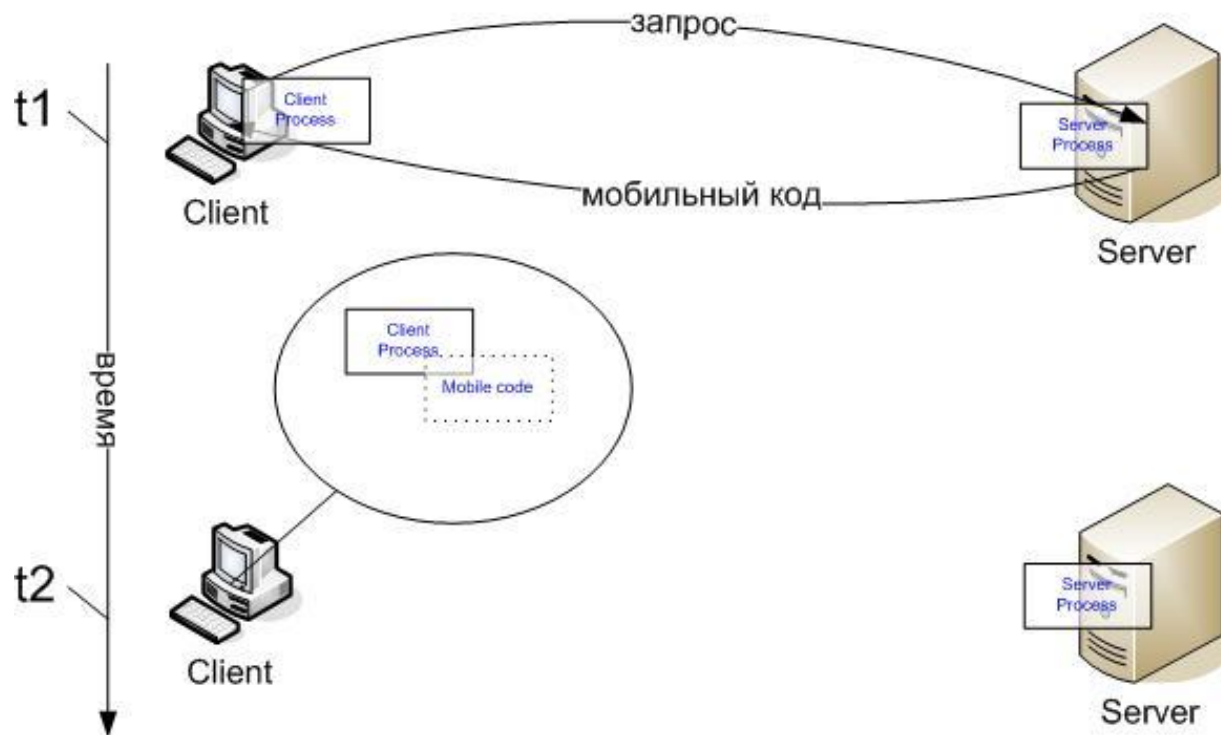 запрос
t1
Client
Process
Server
Process
мобильный код
Client
Server
Client
Process
Mobile code
время
t2
Server
Process
Client
Server